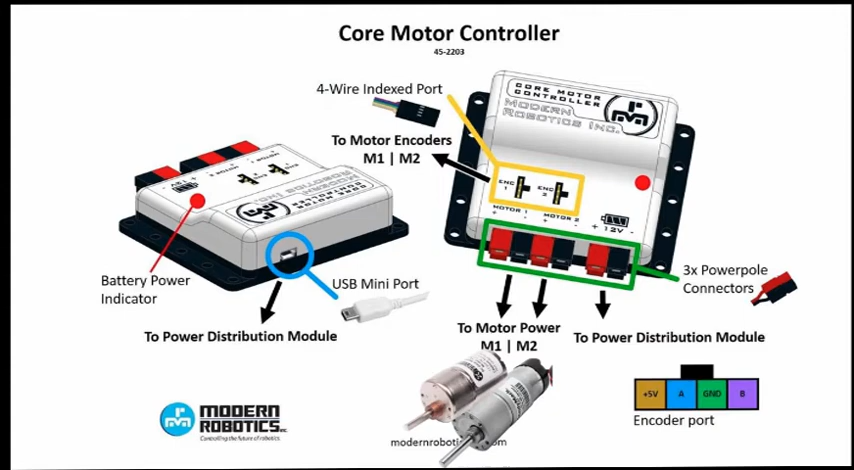 Core Motor Controller
45-2203
4-Wire Indexed Port
To Motor Encoders
M1 | M2
CORE MOTOR
CONTROLLER
MODERN
ROBOTICS INC.
ENC
1
ENC
2
MOTOR 1
MOTOR 2
+ - + -
+ 12V -
Battery Power
Indicator
USB Mini Port
To Power Distribution Module
3x Powerpole
Connectors
To Motor Power
M1 | M2
To Power Distribution Module
+5V A GND B
Encoder port
MODERN
ROBOTICS INC.
Controlling the future of robotics.